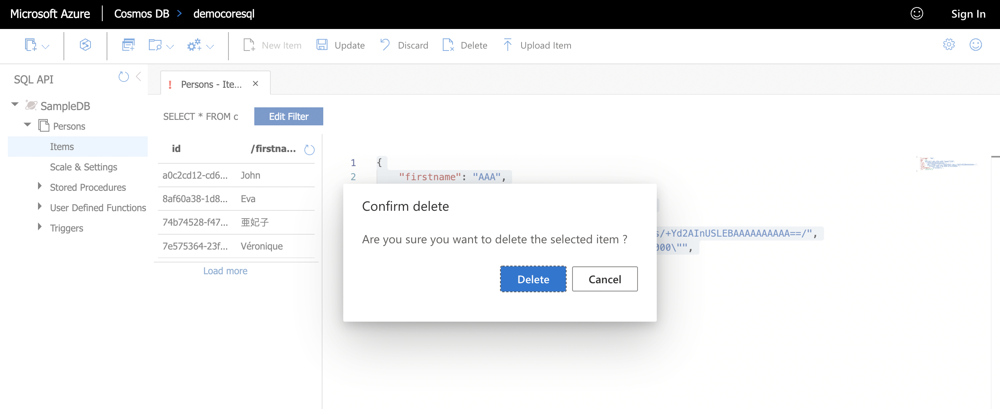 Microsoft Azure Cosmos DB > democoresql Sign In
New Item Update Discard Delete Upload Item
SQL API
SampleDB
Persons
Items
Scale & Settings
Stored Procedures
User Defined Functions
Triggers
! Persons - Ite... ×
SELECT * FROM c Edit Filter
id /firstna...
a0c2cd12-cd6... John
8af60a38-1d8... Eva
74b74528-f47... 亜妃子
7e575364-23f... Véronique
Load more
1 {
2 "firstname": "AAA",
/+Yd2AInUSLEBAAAAAAAAAA==/",
000\"",
Confirm delete
Are you sure you want to delete the selected item ?
Delete Cancel